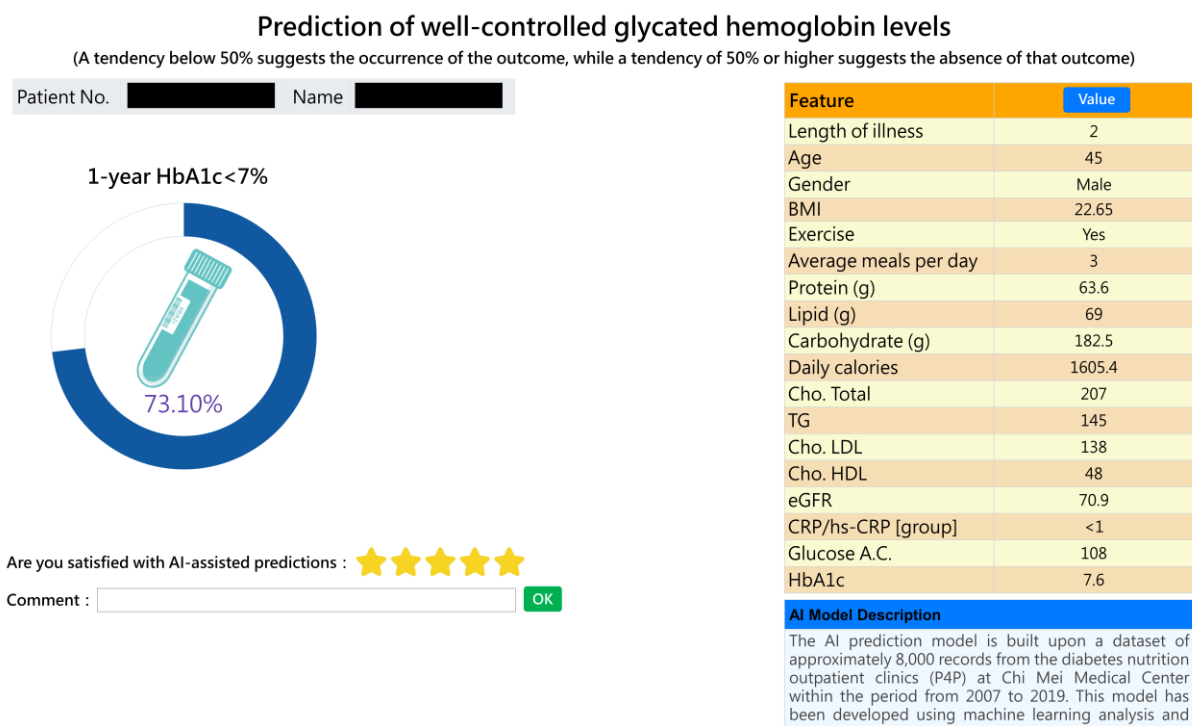 Prediction of well-controlled glycated hemoglobin levels
(A tendency below 50% suggests the occurrence of the outcome, while a tendency of 50% or higher suggests the absence of that outcome)
Patient No. Name
1-year HbA1c<7%
73.10%
Are you satisfied with AI-assisted predictions :
Comment : OK
Feature Value
Length of illness 2
Age 45
Gender Male
BMI 22.65
Exercise Yes
Average meals per day 3
Protein (g) 63.6
Lipid (g) 69
Carbohydrate (g) 182.5
Daily calories 1605.4
Cho. Total 207
TG 145
Cho. LDL 138
Cho. HDL 48
eGFR 70.9
CRP/hs-CRP [group] <1
Glucose A.C. 108
HbA1c 7.6
AI Model Description
The AI prediction model is built upon a dataset of
approximately 8,000 records from the diabetes nutrition
outpatient clinics (P4P) at Chi Mei Medical Center
within the period from 2007 to 2019. This model has
been developed using machine learning analysis and